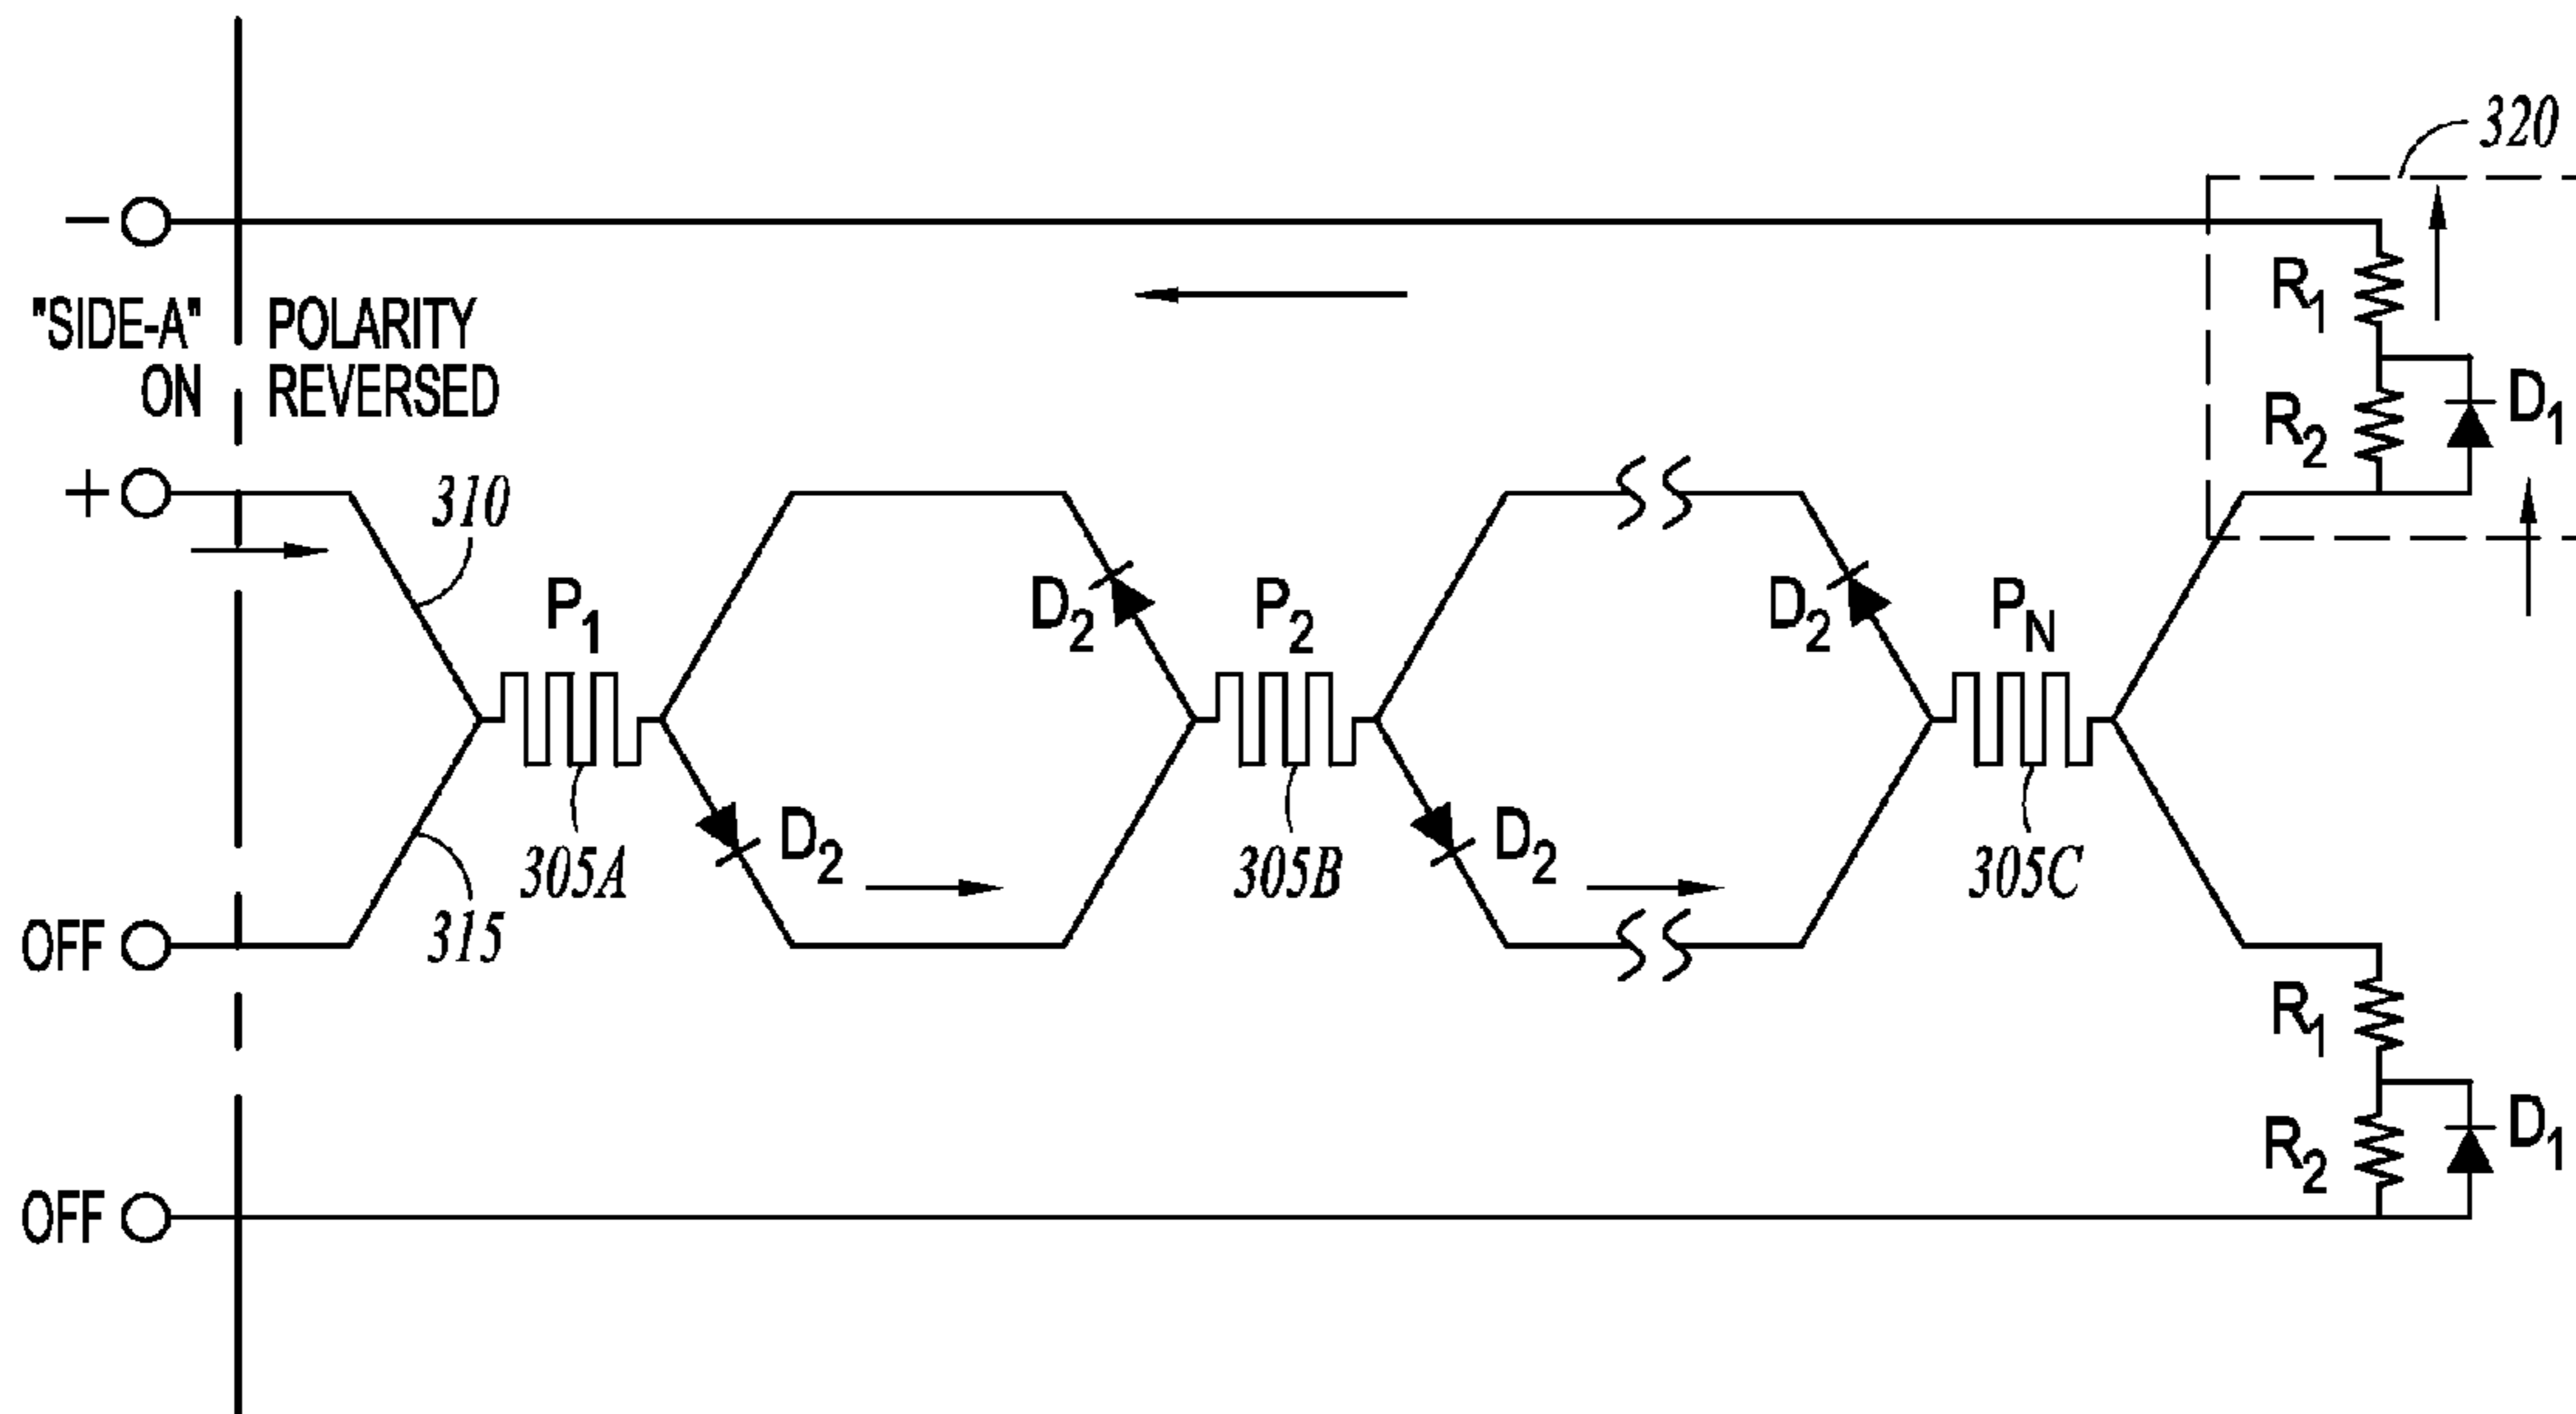 320
−
"SIDE-A" POLARITY
ON REVERSED
R1
R2 D1
+
310
P1
D2
P2
D2
PN
D2
305A
D2
305B
D2
305C
OFF
315
R1
R2 D1
OFF